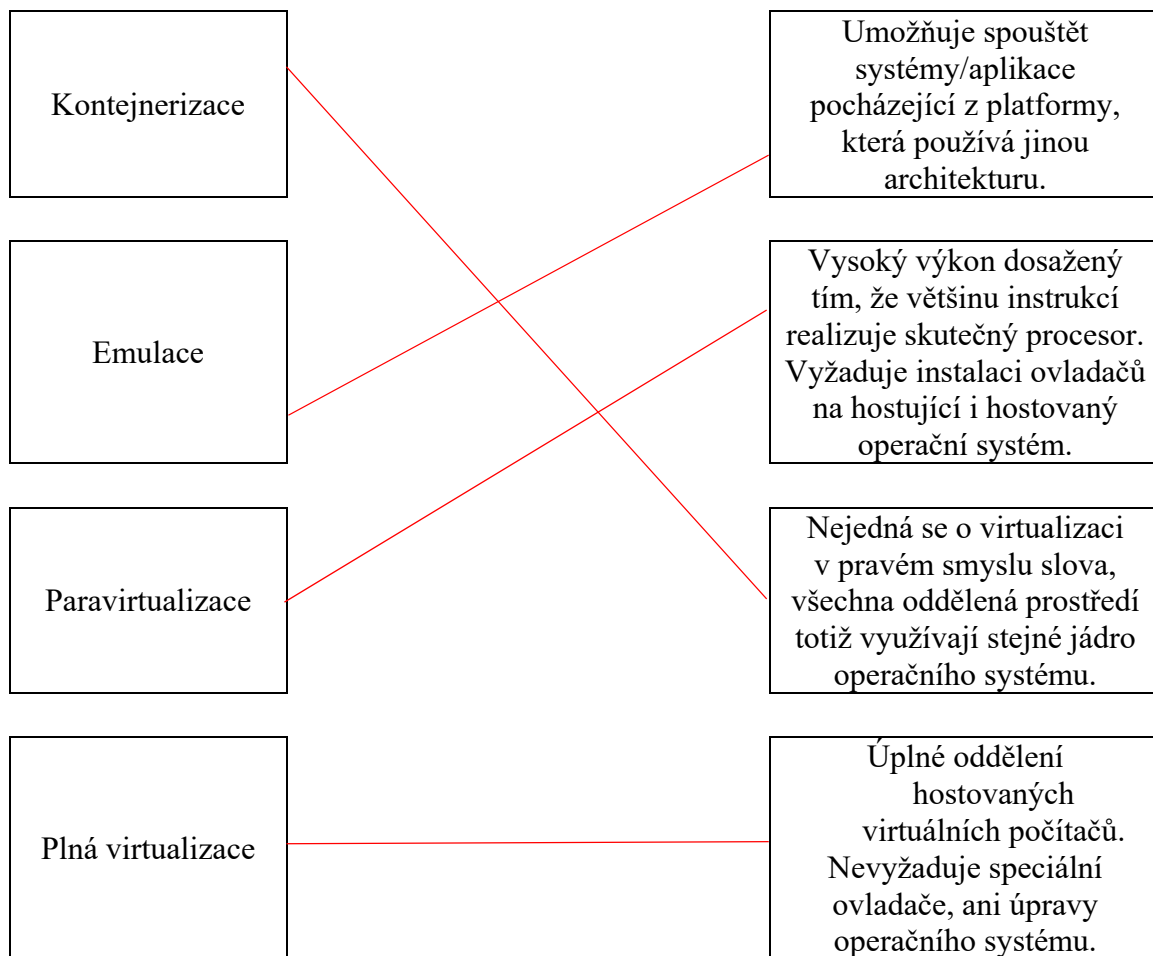 Kontejnerizace
Umožňuje spouštět
systémy/aplikace
pocházející z platformy,
která používá jinou
architekturu.
Emulace
Vysoký výkon dosažený
tím, že většinu instrukcí
realizuje skutečný procesor.
Vyžaduje instalaci ovladačů
na hostující i hostovaný
operační systém.
Paravirtualizace
Nejedná se o virtualizaci
v pravém smyslu slova,
všechna oddělená prostředí
totiž využívají stejné jádro
operačního systému.
Plná virtualizace
Úplné oddělení
hostovaných
virtuálních počítačů.
Nevyžaduje speciální
ovladače, ani úpravy
operačního systému.